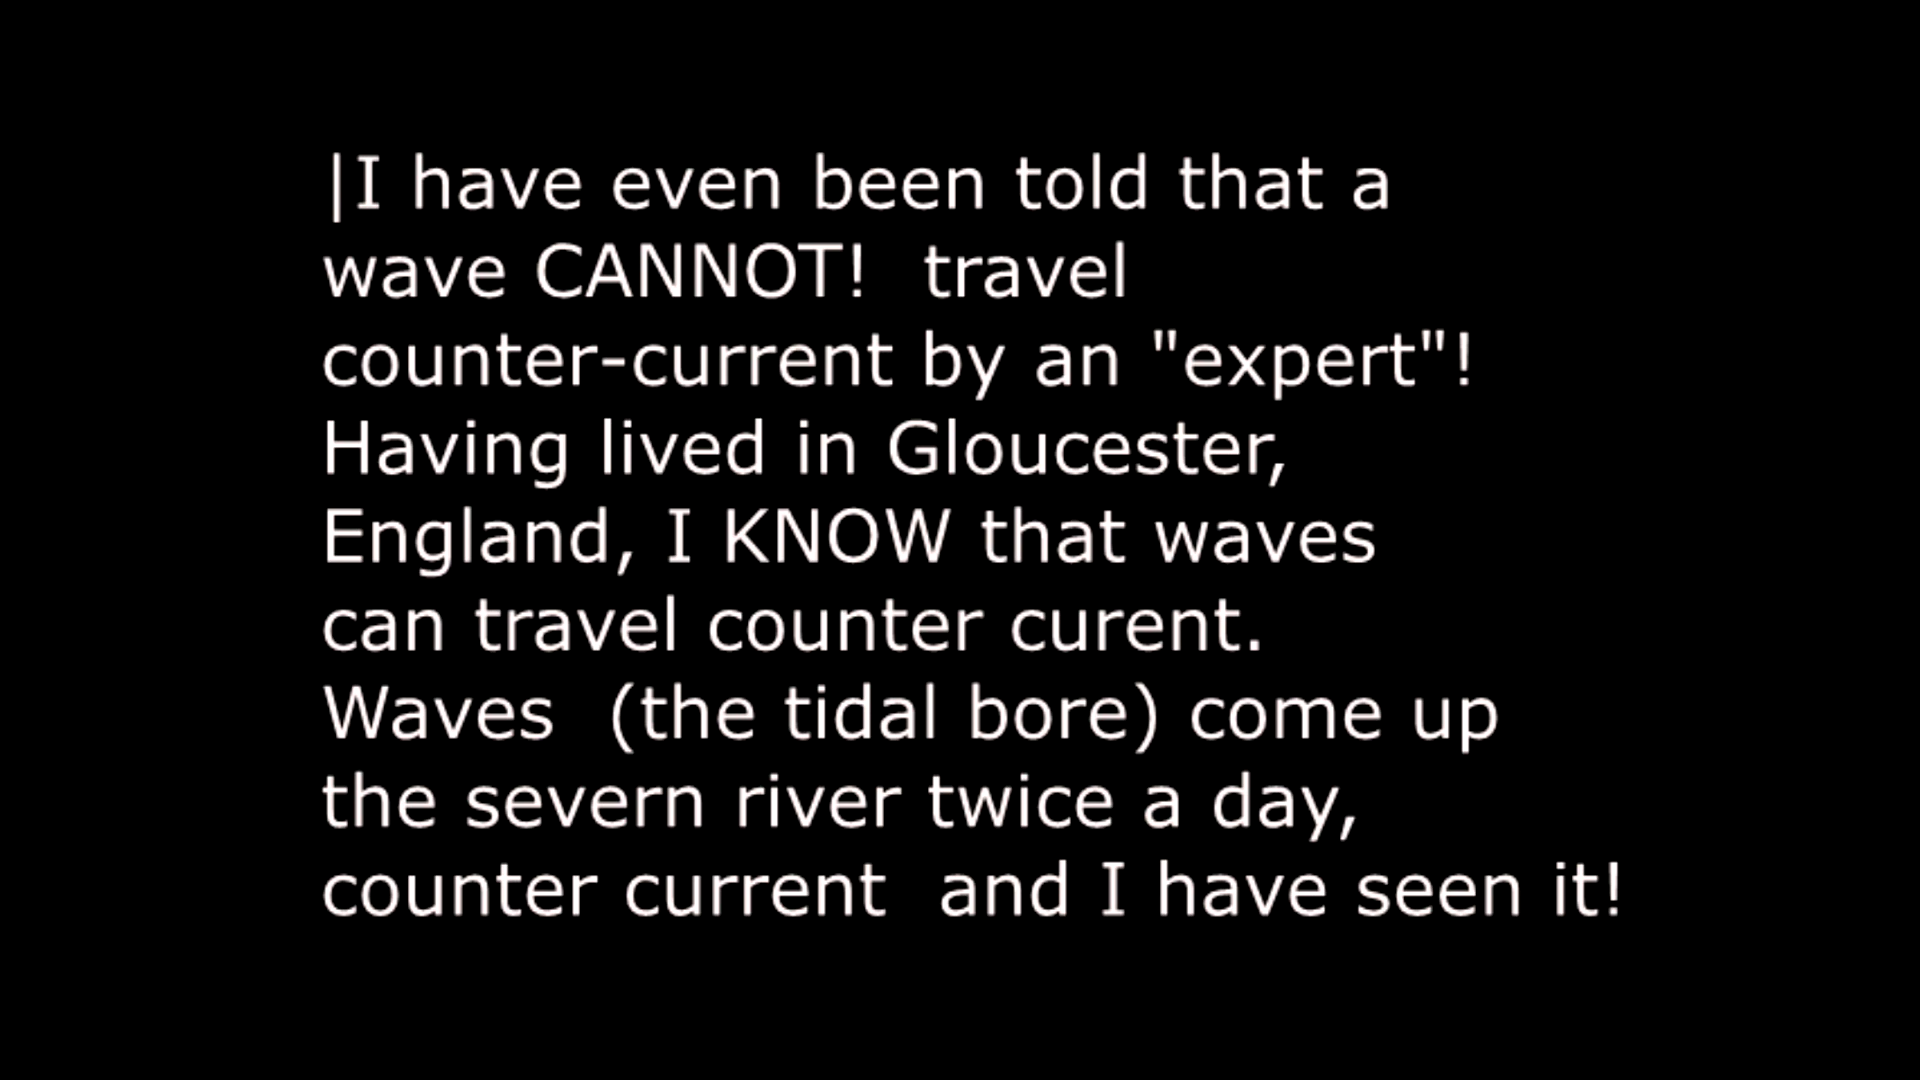 |I have even been told that a
wave CANNOT!  travel
counter-current by an "expert"!
Having lived in Gloucester,
England, I KNOW that waves
can travel counter curent.
Waves  (the tidal bore) come up
the severn river twice a day,
counter current  and I have seen it!